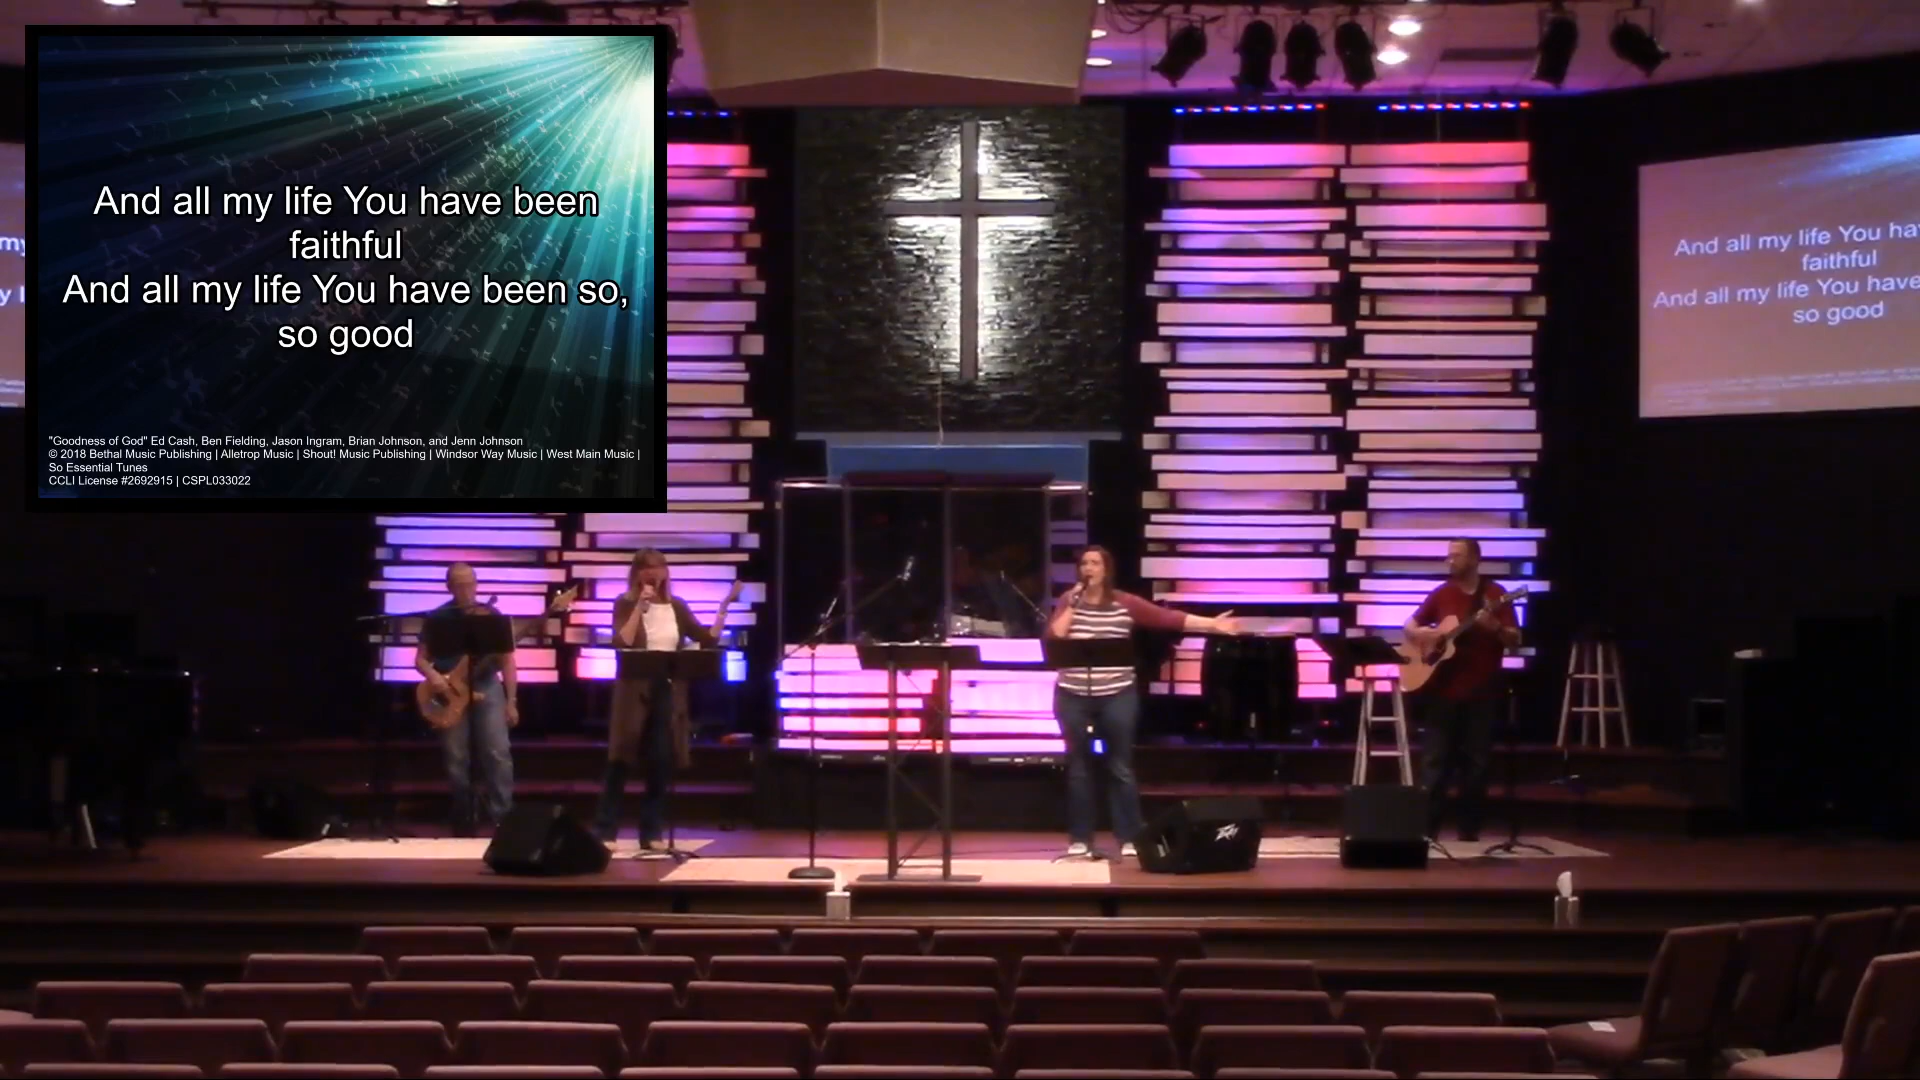 And all my life You have been
faithful
And all my life You have been so,
so good
"Goodness of God" Ed Cash, Ben Fielding, Jason Ingram, Brian Johnson, and Jenn Johnson
© 2018 Bethal Music Publishing | Alletrop Music | Shout! Music Publishing | Windsor Way Music | West Main Music |
So Essential Tunes
CCLI License #2692915 | CSPL033022
my
y
And all my life You ha
faithful
And all my life You have
so good